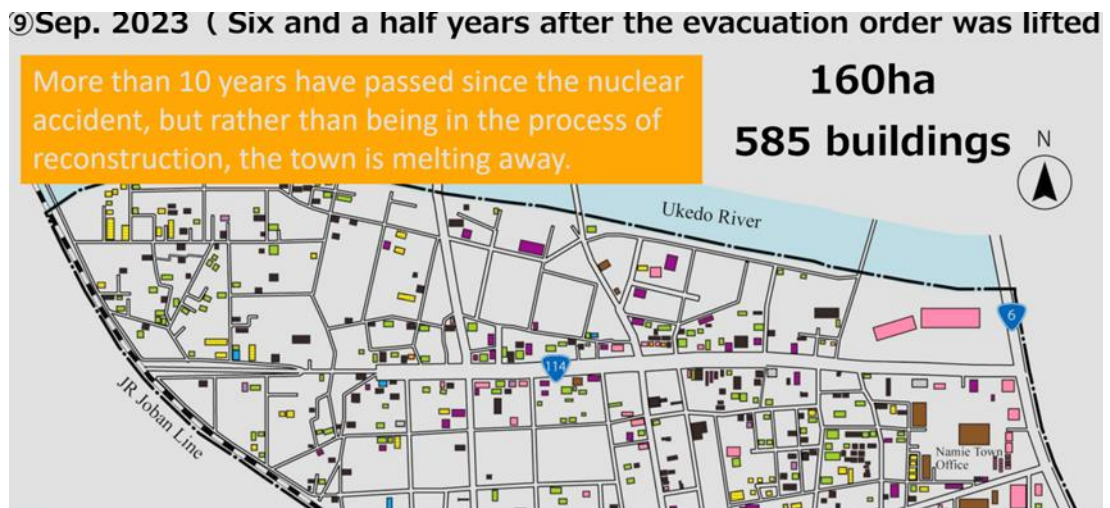 ⑨Sep. 2023 ( Six and a half years after the evacuation order was lifted
More than 10 years have passed since the nuclear
accident, but rather than being in the process of
reconstruction, the town is melting away.
160ha
585 buildings
N
Ukedo River
6
114
JR Joban Line
Namie Town
Office